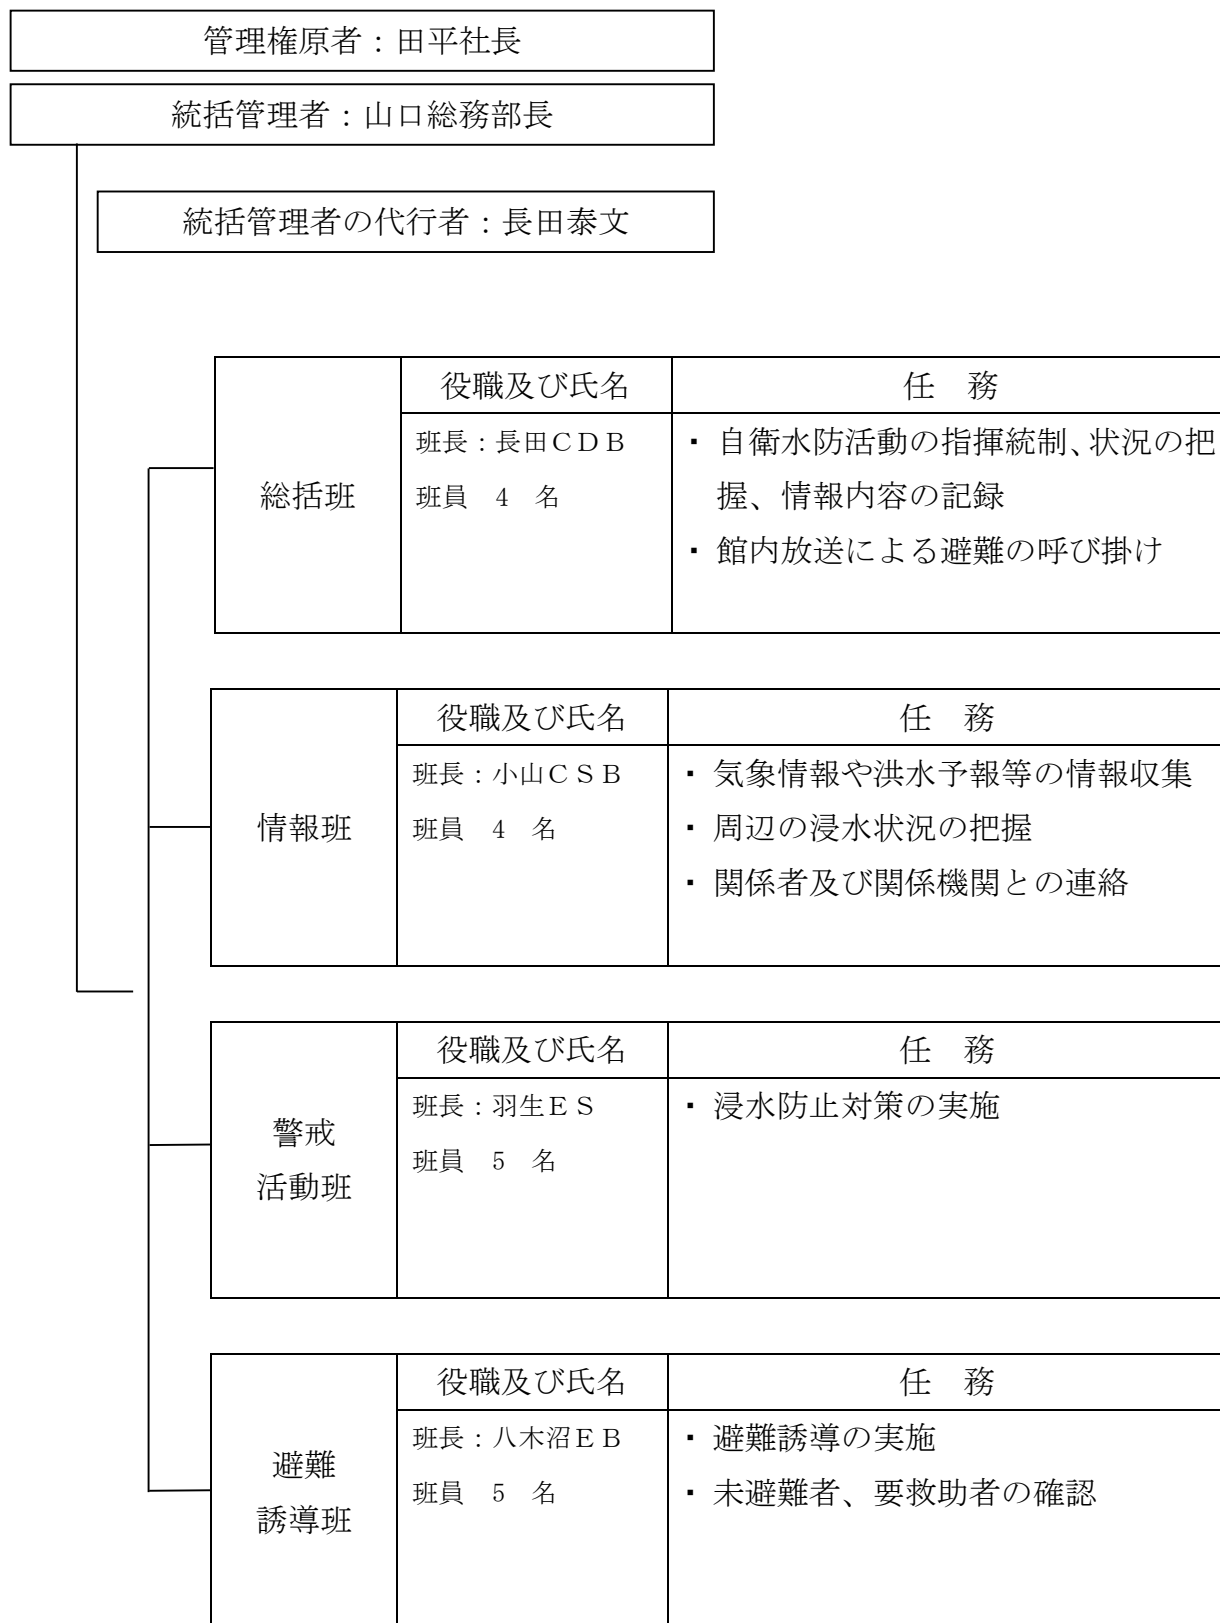 管理権原者：田平社長
統括管理者：山口総務部長
統括管理者の代行者：長田泰文
役職及び氏名
任　務
総括班
班長：長田ＣＤＢ
班員　4　名
・ 自衛水防活動の指揮統制、状況の把
握、情報内容の記録
・ 館内放送による避難の呼び掛け
役職及び氏名
任　務
情報班
班長：小山ＣＳＢ
班員　4　名
・ 気象情報や洪水予報等の情報収集
・ 周辺の浸水状況の把握
・ 関係者及び関係機関との連絡
役職及び氏名
任　務
警戒
活動班
班長：羽生ＥＳ
班員　5　名
・ 浸水防止対策の実施
役職及び氏名
任　務
避難
誘導班
班長：八木沼ＥＢ
班員　5　名
・ 避難誘導の実施
・ 未避難者、要救助者の確認